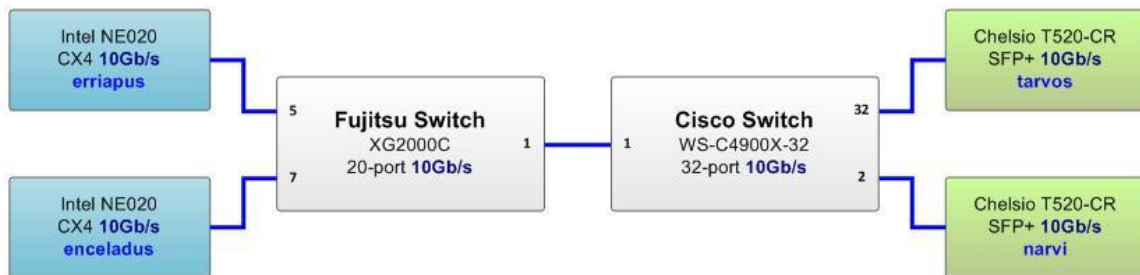 Intel NE020
CX4 10Gb/s
erriapus
Intel NE020
CX4 10Gb/s
enceladus
5
7
Fujitsu Switch
XG2000C
20-port 10Gb/s
1
1
Cisco Switch
WS-C4900X-32
32-port 10Gb/s
32
2
Chelsio T520-CR
SFP+ 10Gb/s
tarvos
Chelsio T520-CR
SFP+ 10Gb/s
narvi